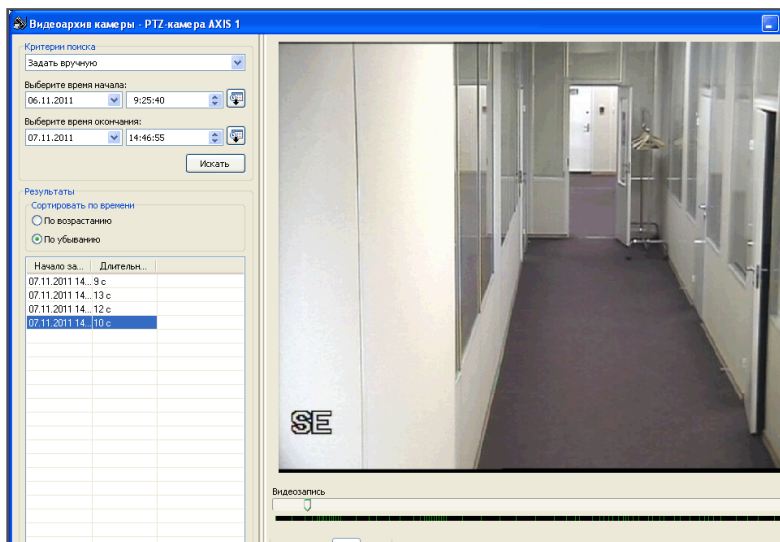 Видеоархив камеры - PTZ-камера AXIS 1
Критерии поиска
Задать вручную
Выберите время начала:
06.11.2011 9:25:40
Выберите время окончания:
07.11.2011 14:46:55
Искать
Результаты
Сортировать по времени
По возрастанию
По убыванию
Начало за... Длительн...
07.11.2011 14... 9 с
07.11.2011 14... 13 с
07.11.2011 14... 12 с
07.11.2011 14... 10 с
SE
Видеозапись